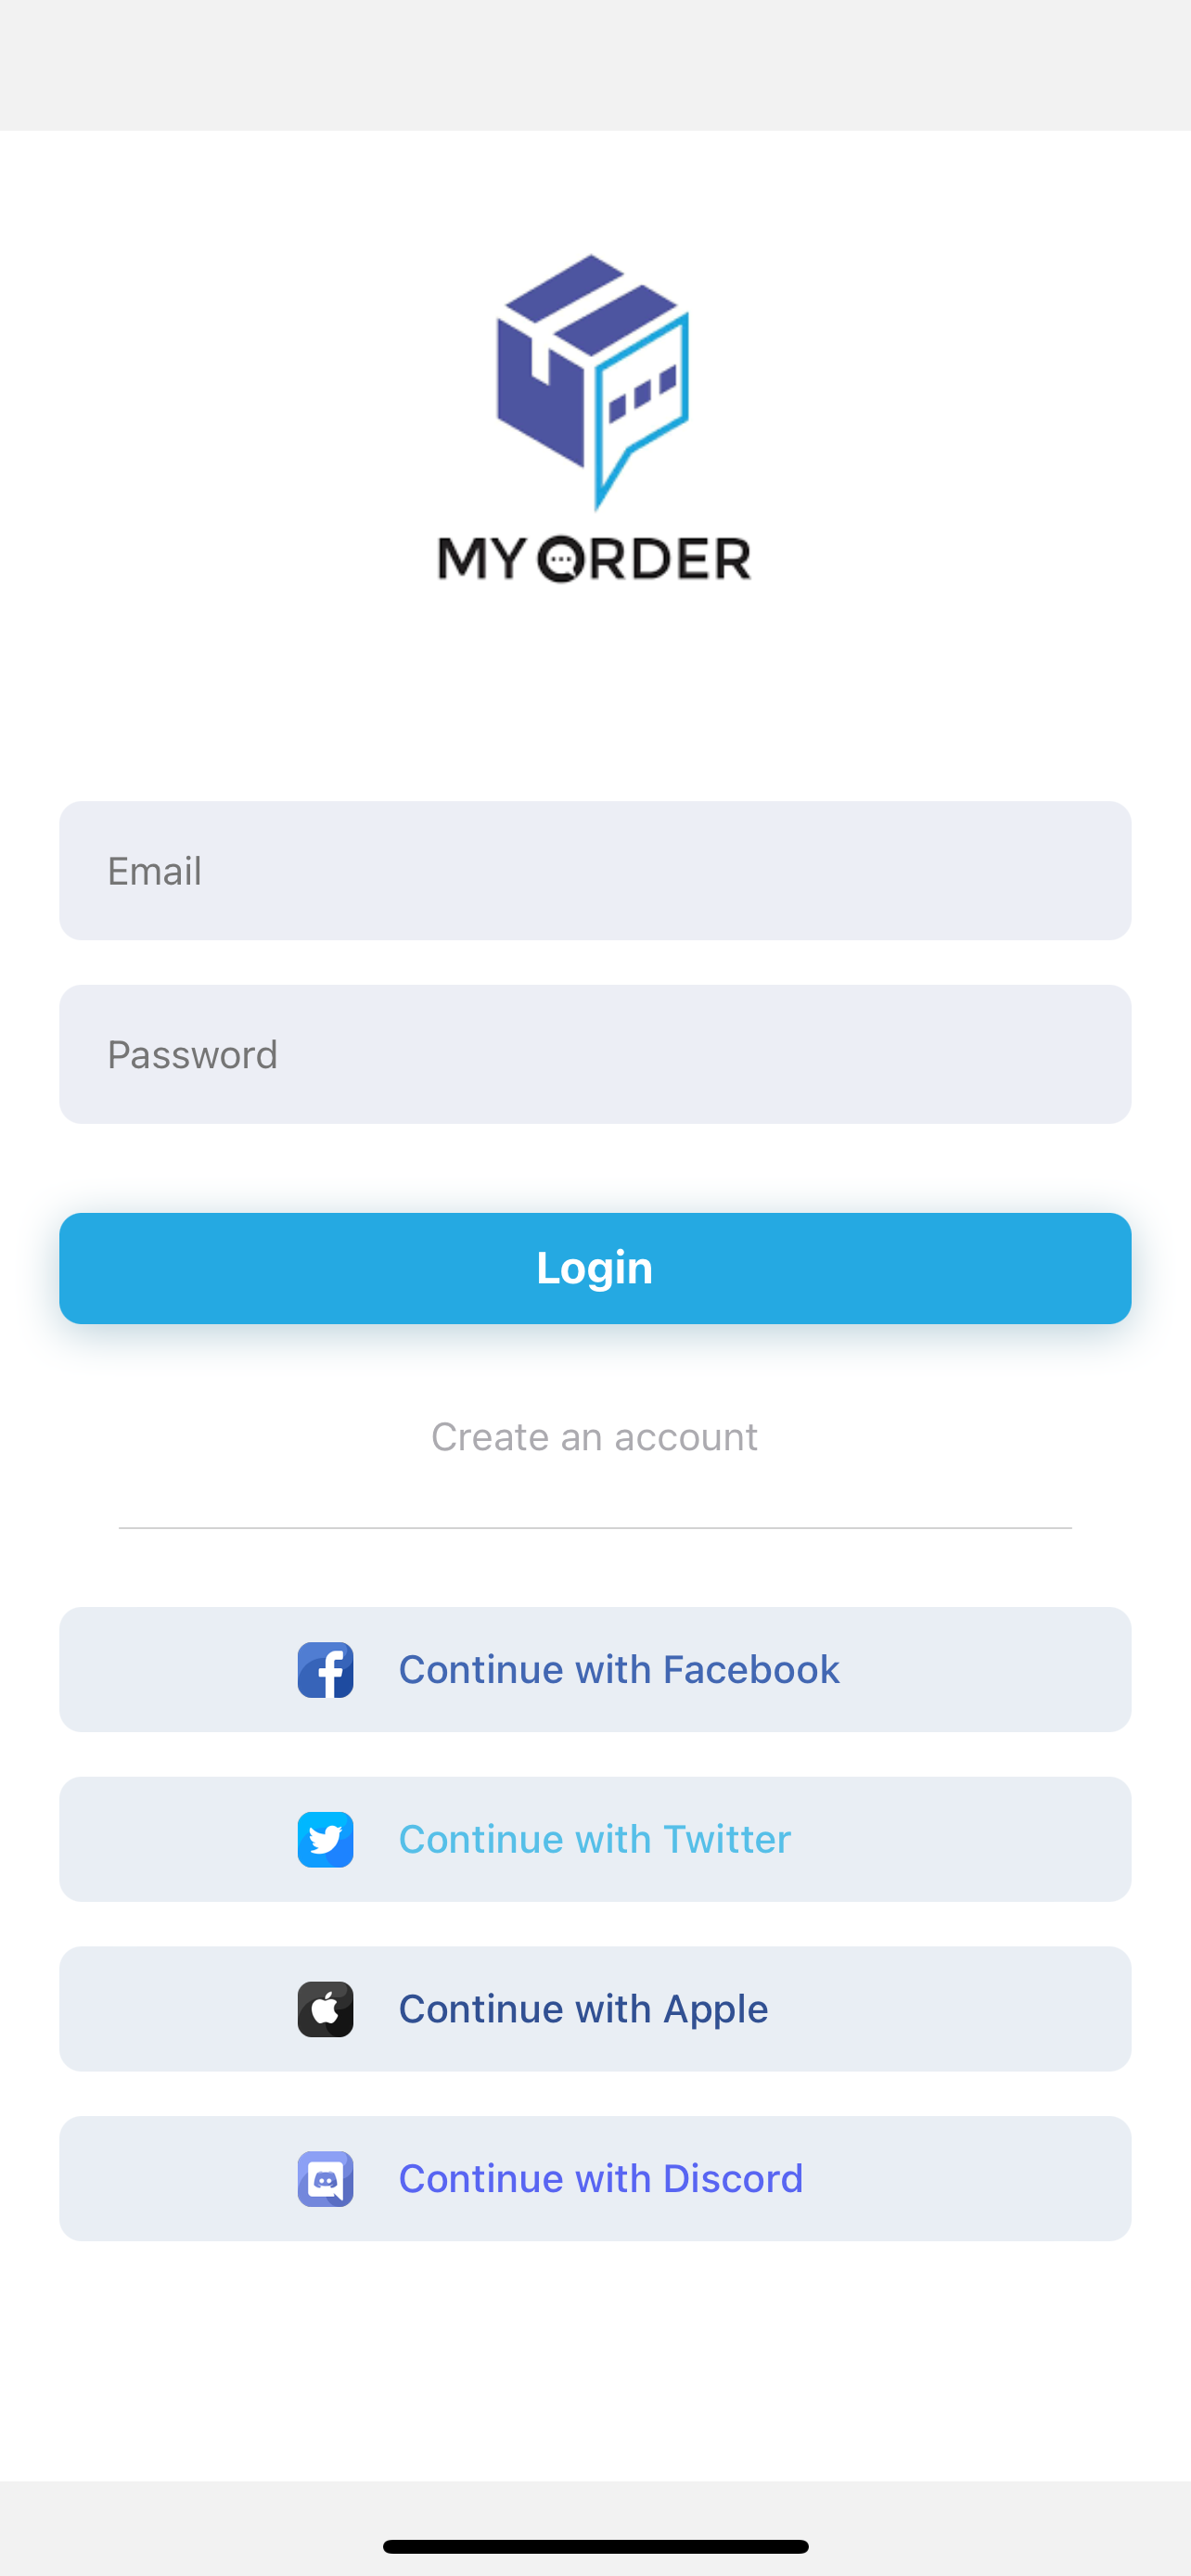 MY ORDER
Email
Password
Login
Create an account
Continue with Facebook
Continue with Twitter
Continue with Apple
Continue with Discord